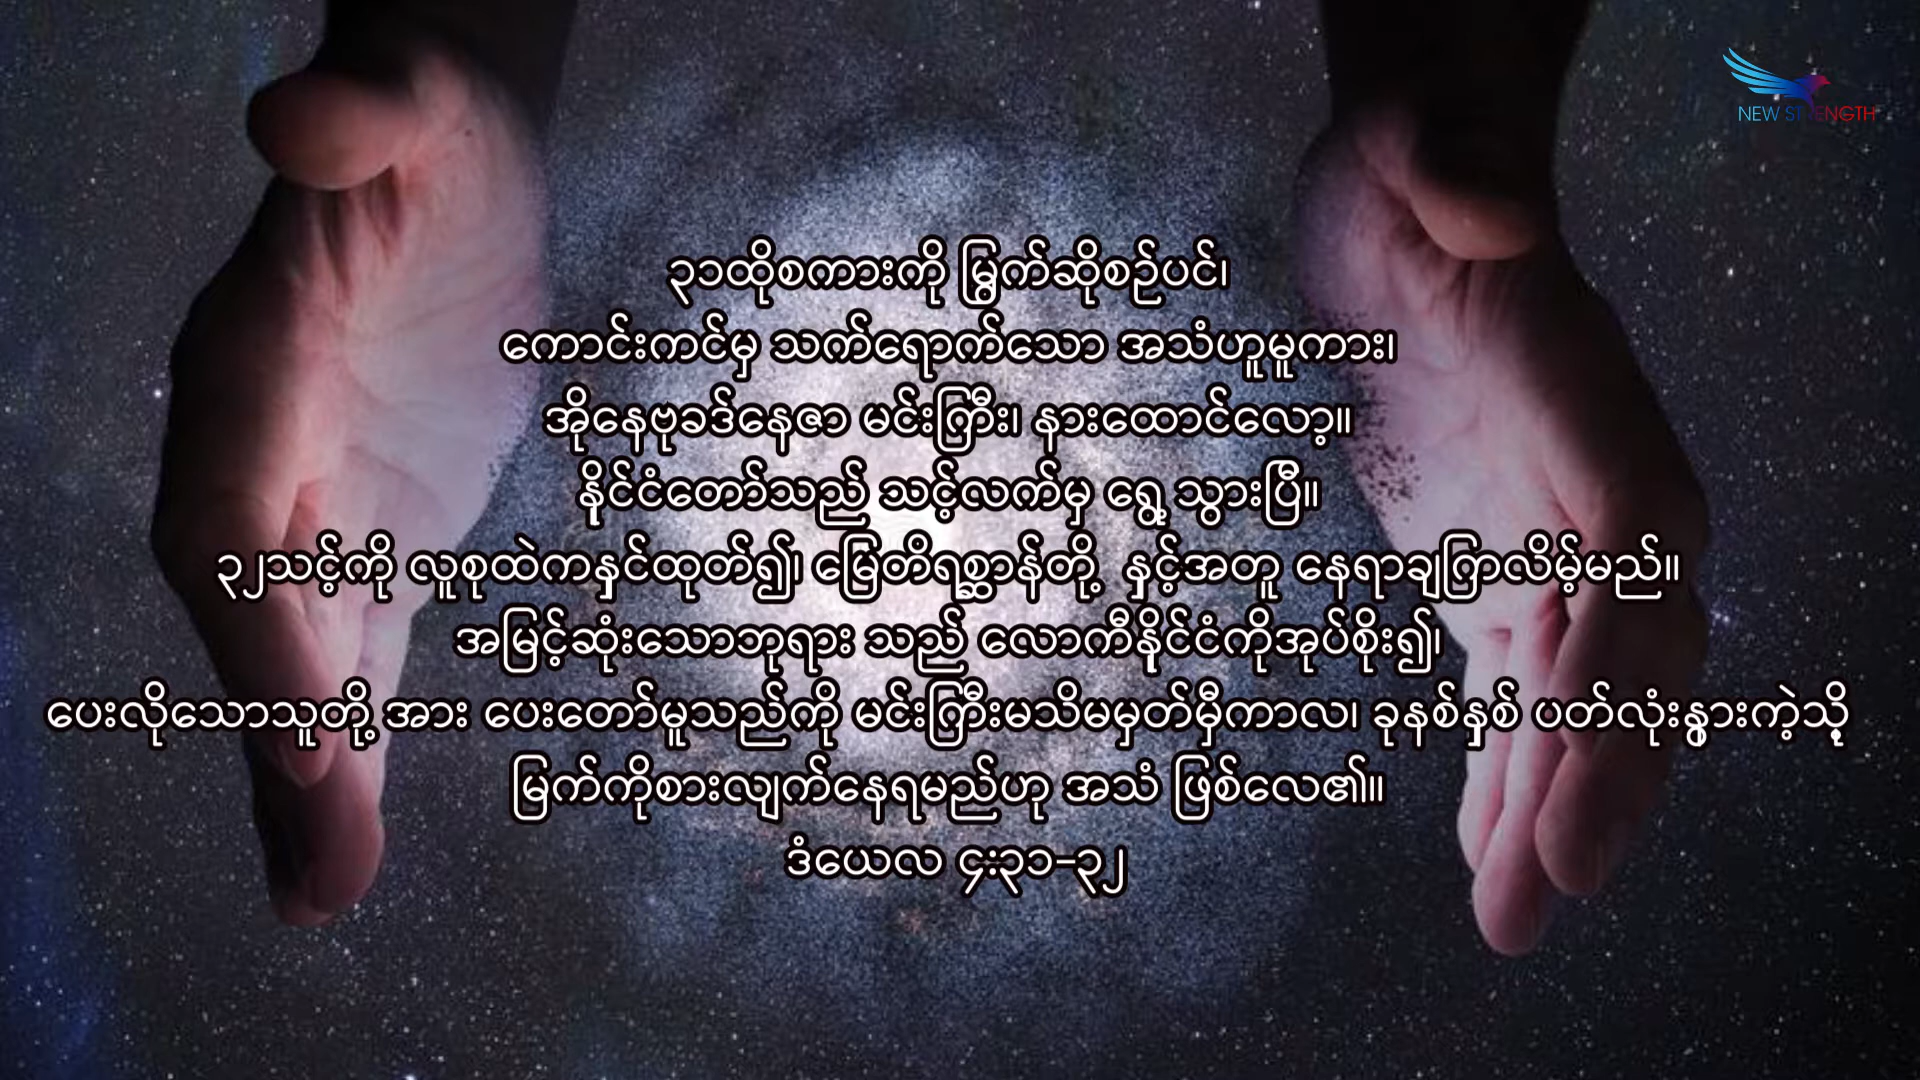 NEW STRENGTH
၃၁ထိုစကားကို မြွက်ဆိုစဉ်ပင်၊
ကောင်းကင်မှ သက်ရောက်သော အသံဟူမူကား၊
အိုနေဗုခဒ်နေဇာ မင်းကြီး၊ နားထောင်လော့။
နိုင်ငံတော်သည် သင့်လက်မှ ရွေ့သွားပြီ။
၃၂သင့်ကို လူစုထဲကနှင်ထုတ်၍၊ မြေတိရစ္ဆာန်တို့ နှင့်အတူ နေရာချကြာလိမ့်မည်။
အမြင့်ဆုံးသောဘုရား သည် လောကီနိုင်ငံကိုအုပ်စိုး၍၊
ပေးလိုသောသူတို့အား ပေးတော်မူသည်ကို မင်းကြီးမသိမမှတ်မှီကာလ၊ ခုနစ်နှစ် ပတ်လုံးနွားကဲ့သို့
မြက်ကိုစားလျက်နေရမည်ဟု အသံ ဖြစ်လေ၏။
ဒံယေလ ၄း၃၁-၃၂